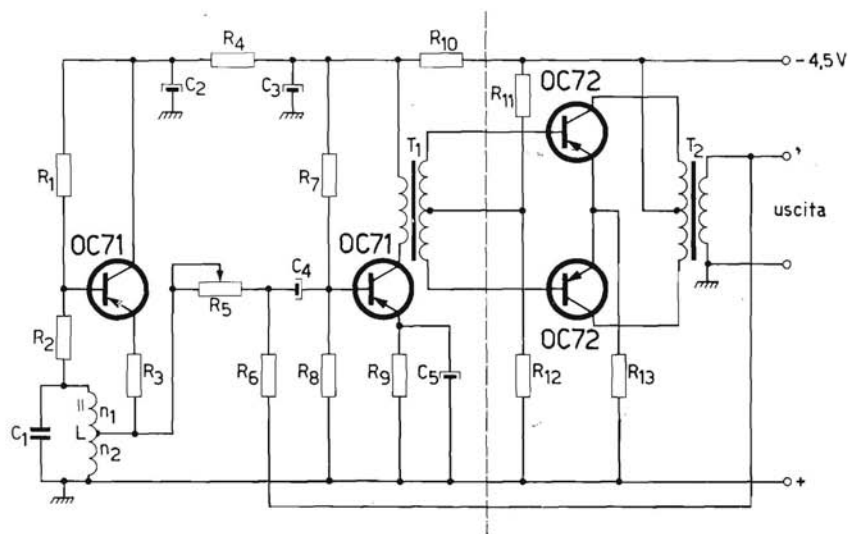 R4
R10
- 4,5 V
C2
C3
R11
OC72
T1
T2
R1
R7
'
uscita
OC71
OC71
C4
R5
R2
OC72
R3
R6
R8
R9
C5
R12
R13
C1
L
n1
n2
+